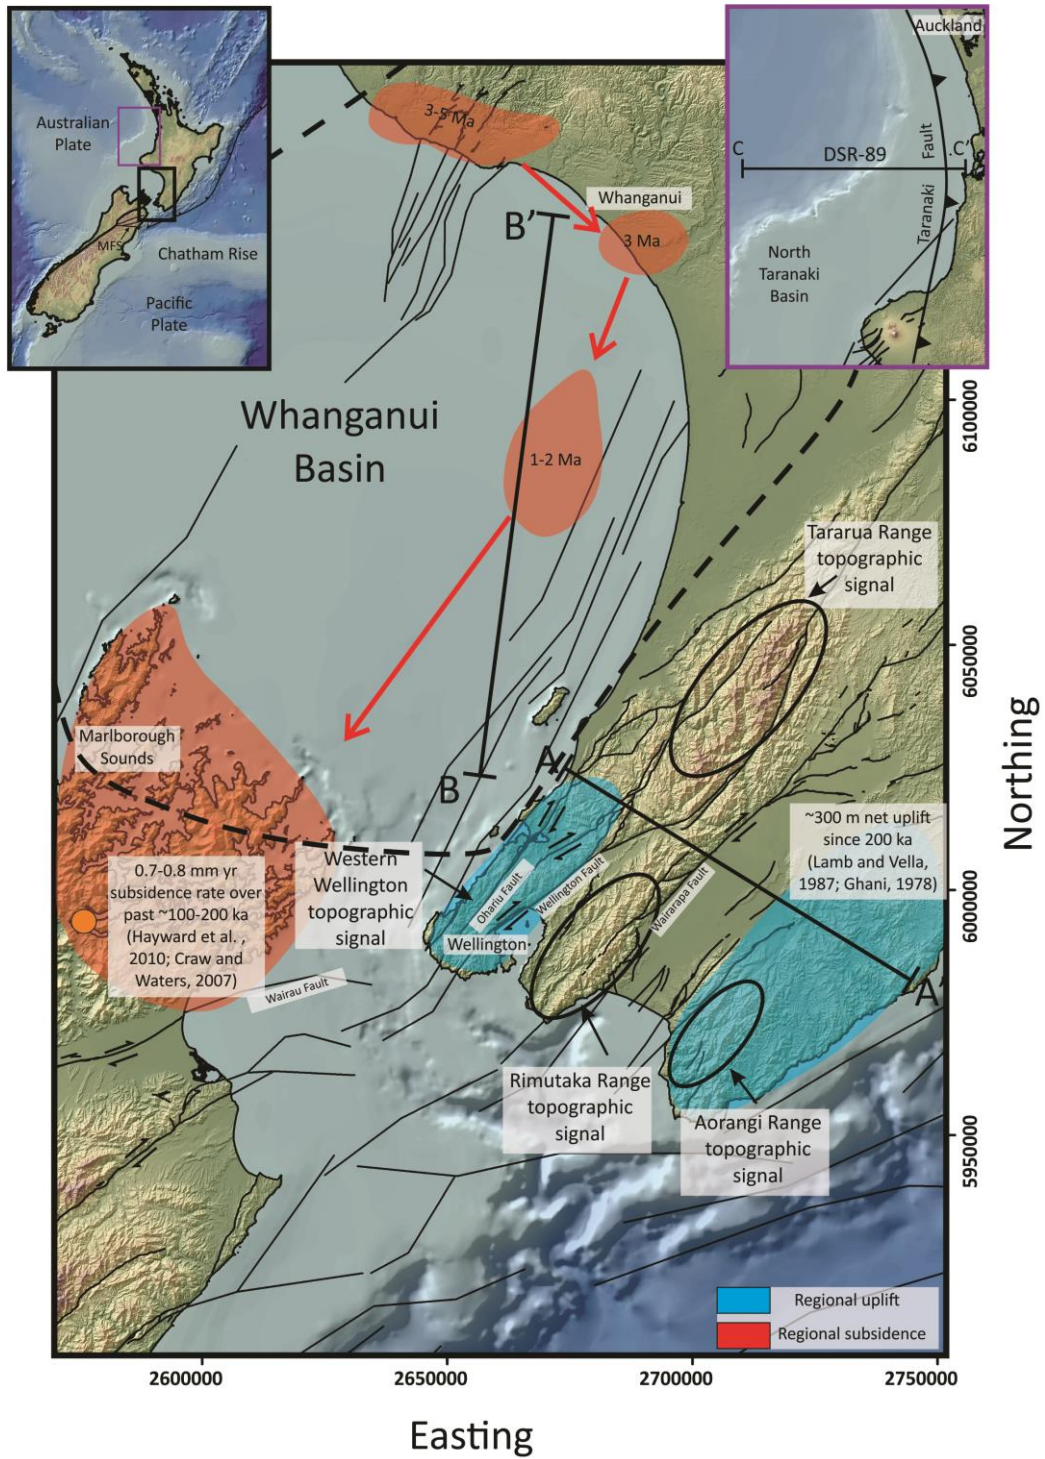 Australian
Plate
MFS
Chatham Rise
Pacific
Plate
Auckland
C
C'
DSR-89
Fault
Taranaki
North
Taranaki
Basin
3-5 Ma
Whanganui
B'
3 Ma
Whanganui
Basin
1-2 Ma
Tararua Range
topographic
signal
Marlborough
Sounds
B
A
0.7-0.8 mm yr
subsidence rate over
past ~100-200 ka
(Hayward et al. ,
2010; Craw and
Waters, 2007)
Western
Wellington
topographic
signal
~300 m net uplift
since 200 ka
(Lamb and Vella,
1987; Ghani, 1978)
Ohariu Fault
Wellington Fault
Wairarapa Fault
Wellington
Wairau Fault
A'
Rimutaka Range
topographic
signal
Aorangi Range
topographic
signal
Regional uplift
Regional subsidence
6100000
6050000
6000000
5950000
Northing
2600000
2650000
2700000
2750000
Easting